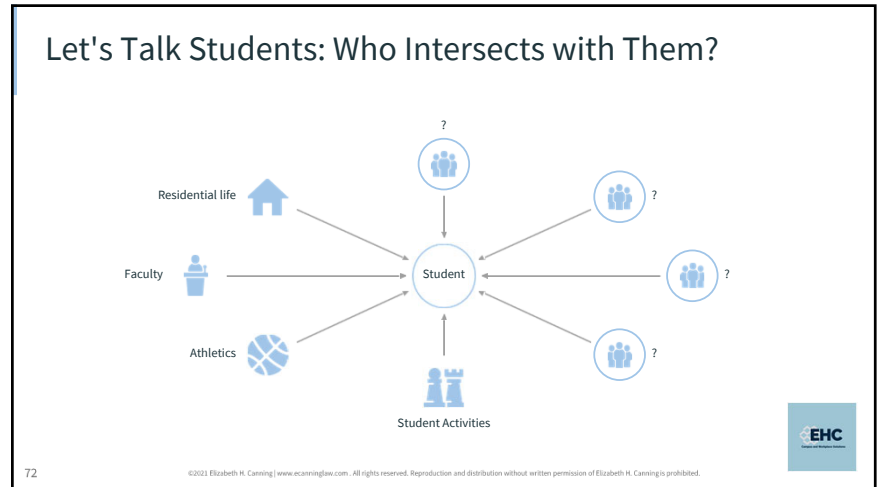 Let's Talk Students: Who Intersects with Them?
?
Residential life
?
Faculty
Student
?
Athletics
?
Student Activities
EHC
72
©2021 Elizabeth H. Canning | www.ecanninglaw.com . All rights reserved. Reproduction and distribution without written permission of Elizabeth H. Canning is prohibited.